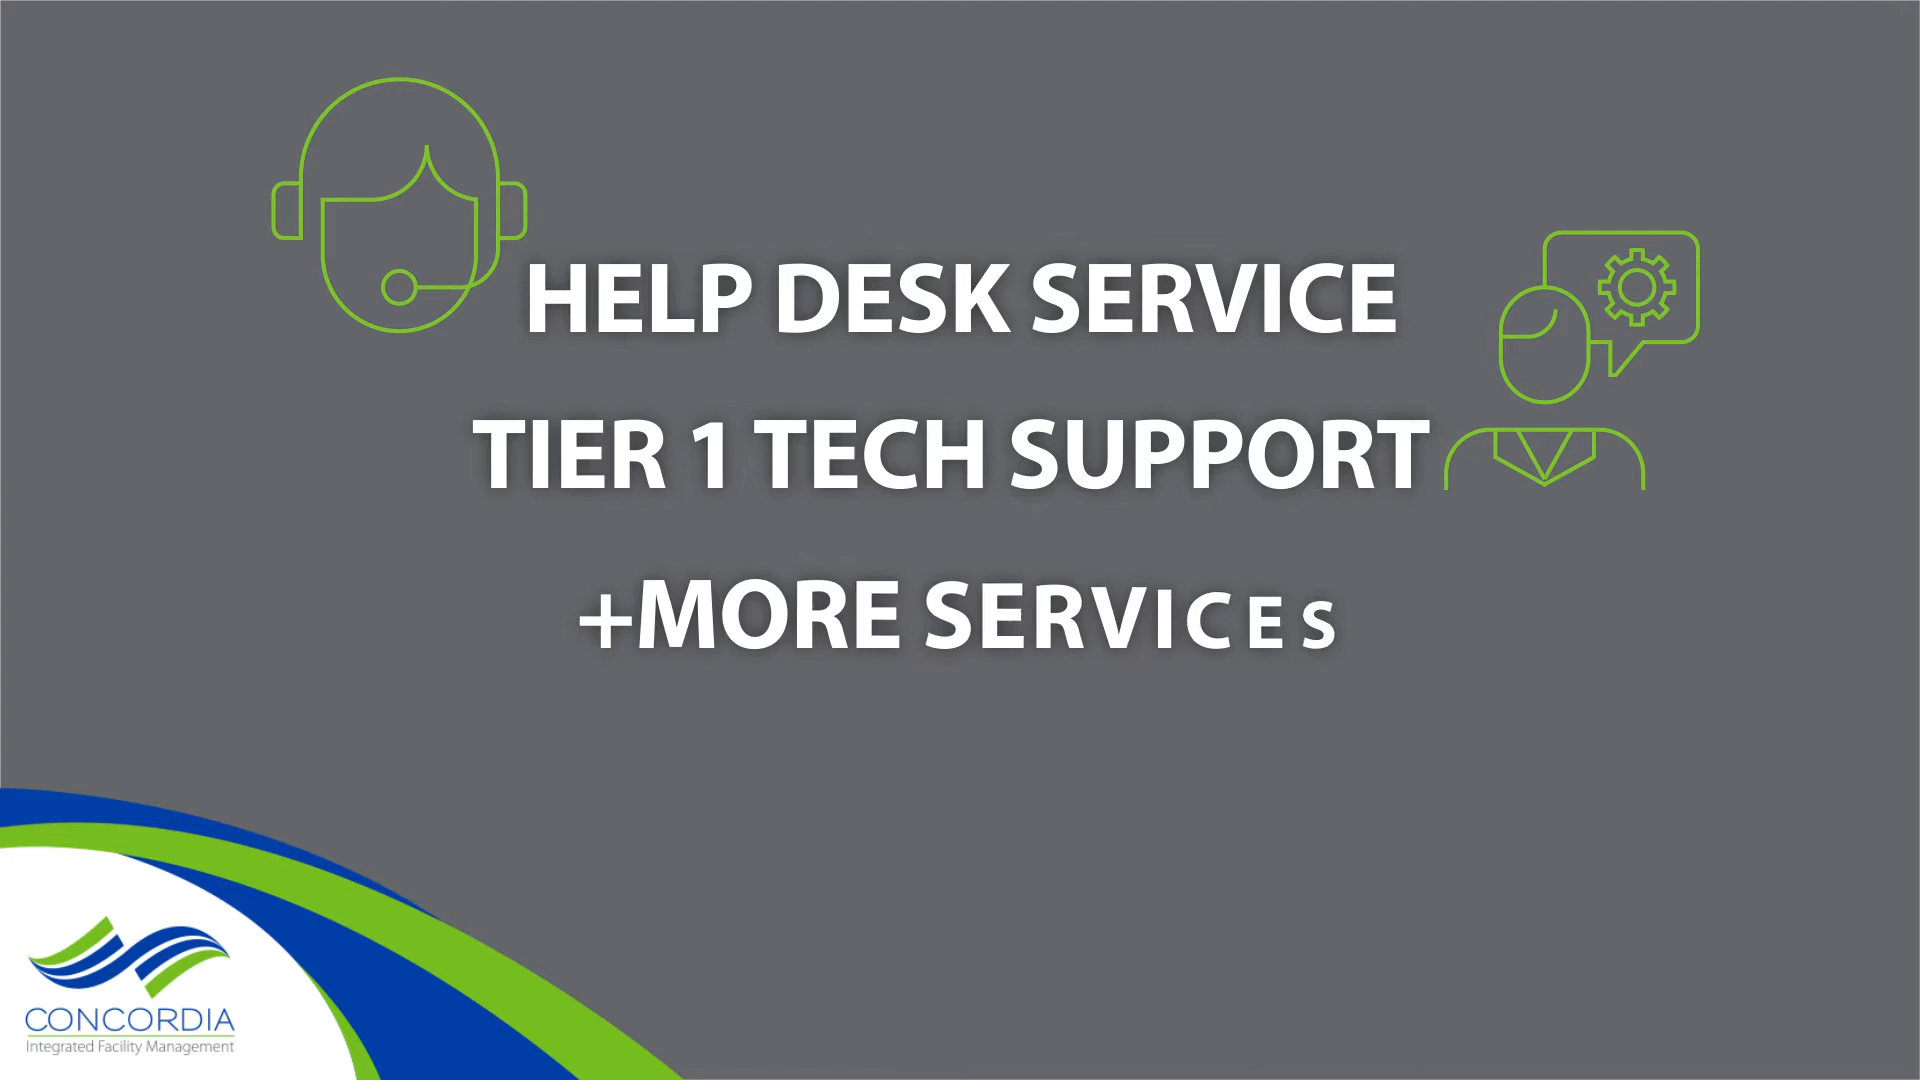 HELP DESK SERVICE
TIER 1 TECH SUPPORT
+MORE SERVICES
CONCORDIA
Integrated Facility Management